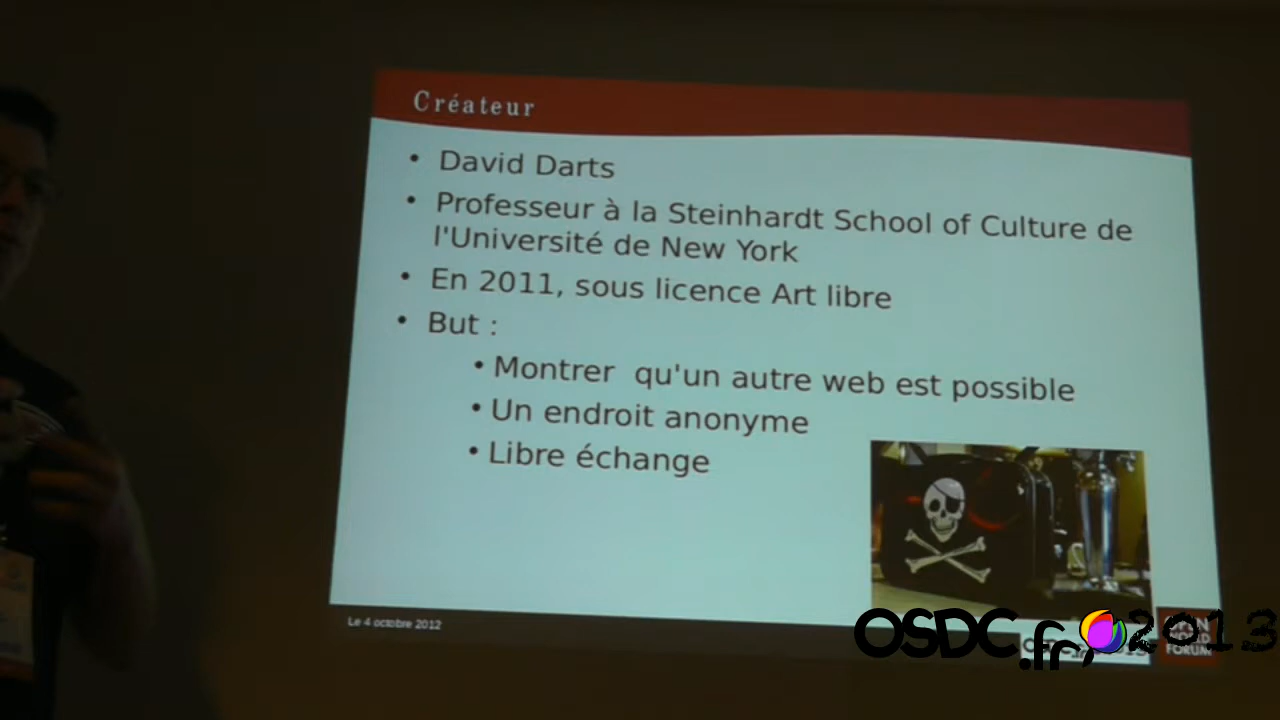 Créateur
• David Darts
• Professeur à la Steinhardt School of Culture de
l'Université de New York
• En 2011, sous licence Art libre
• But :
• Montrer qu'un autre web est possible
• Un endroit anonyme
• Libre échange
Le 4 octobre 2012
OSDC.fr 2013
FORUM